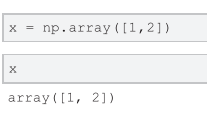 x = np.array([1,2])
x
array([1, 2])